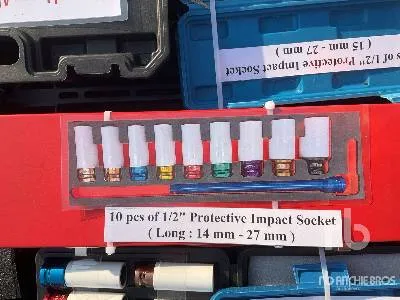 s of 1/2" Protective Impact Socket
( 15 mm - 27 mm )
10 pcs of 1/2" Protective Impact Socket
( Long : 14 mm - 27 mm )
rb
RITCHIE BROS